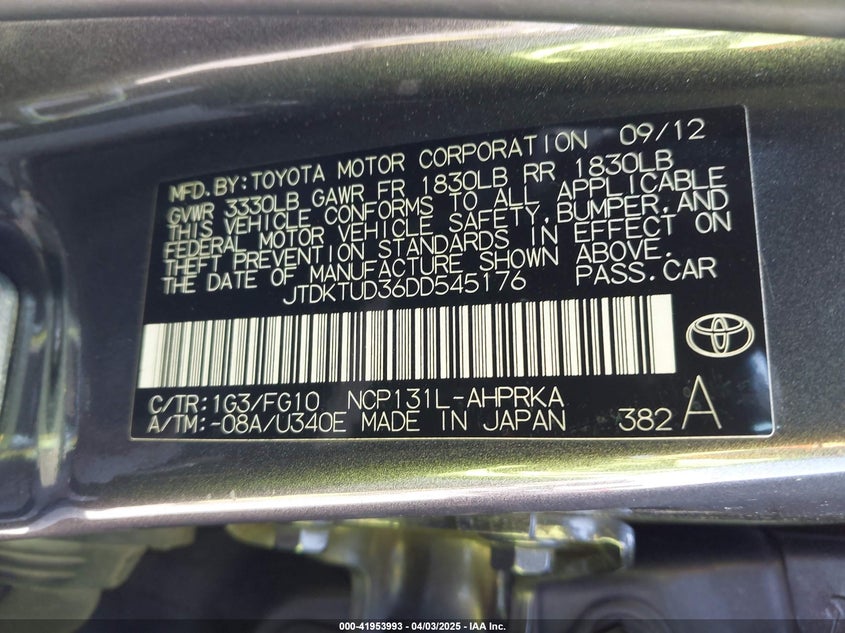 MFD. BY: TOYOTA MOTOR CORPORATION 09/12
GVWR 3330LB GAWR FR 1830LB RR 1830LB
THIS VEHICLE CONFORMS TO ALL APPLICABLE
FEDERAL MOTOR VEHICLE SAFETY, BUMPER, AND
THEFT PREVENTION STANDARDS IN EFFECT ON
THE DATE OF MANUFACTURE SHOWN ABOVE.
JTDKTUD36DD545176 PASS.CAR
C/TR: 1G3/FG10 NCP131L-AHPRKA
A/TM: -08A/U340E MADE IN JAPAN 382 A
000-41953993 - 04/03/2025 - IAA Inc.